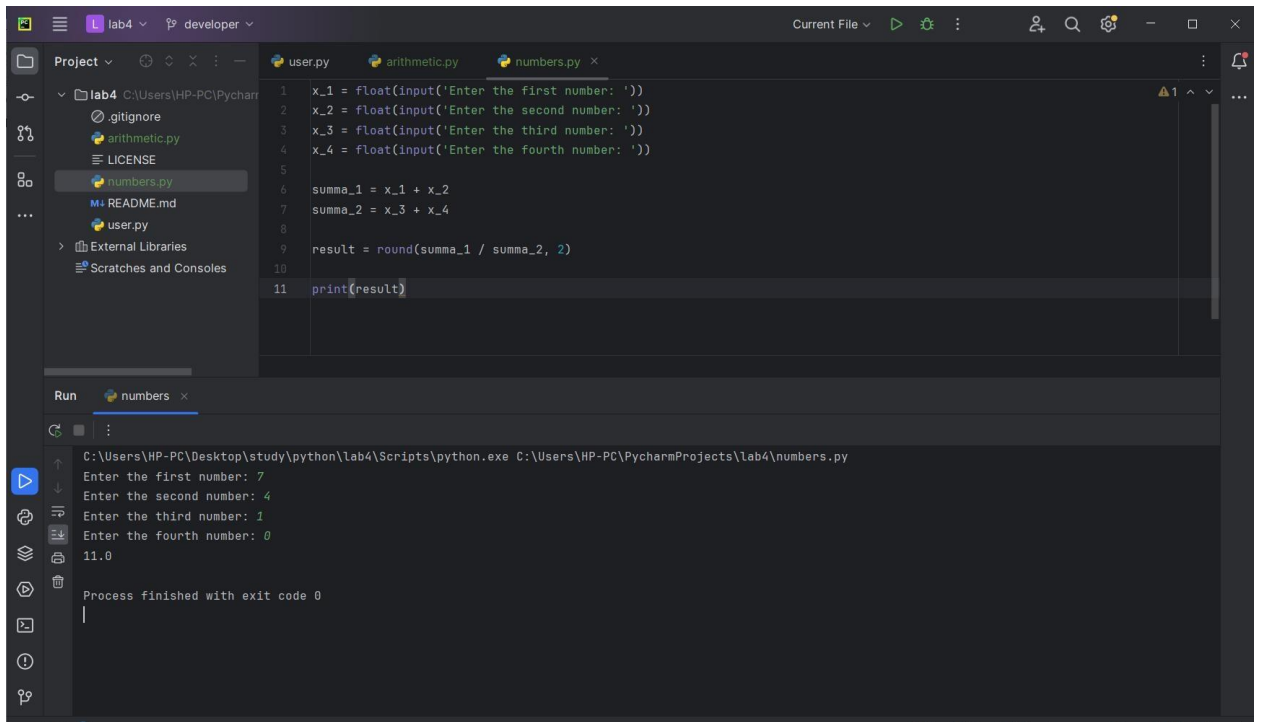 PC
L lab4 developer Current File
Project
user.py arithmetic.py numbers.py
lab4 C:\Users\HP-PC\Pycharm
.gitignore
arithmetic.py
LICENSE
numbers.py
M↓ README.md
user.py
External Libraries
Scratches and Consoles
1 x_1 = float(input('Enter the first number: '))
2 x_2 = float(input('Enter the second number: '))
3 x_3 = float(input('Enter the third number: '))
4 x_4 = float(input('Enter the fourth number: '))
5
6 summa_1 = x_1 + x_2
7 summa_2 = x_3 + x_4
8
9 result = round(summa_1 / summa_2, 2)
10
11 print(result)
1
Run numbers
C:\Users\HP-PC\Desktop\study\python\lab4\Scripts\python.exe C:\Users\HP-PC\PycharmProjects\lab4\numbers.py
Enter the first number: 7
Enter the second number: 4
Enter the third number: 1
Enter the fourth number: 0
11.0
Process finished with exit code 0